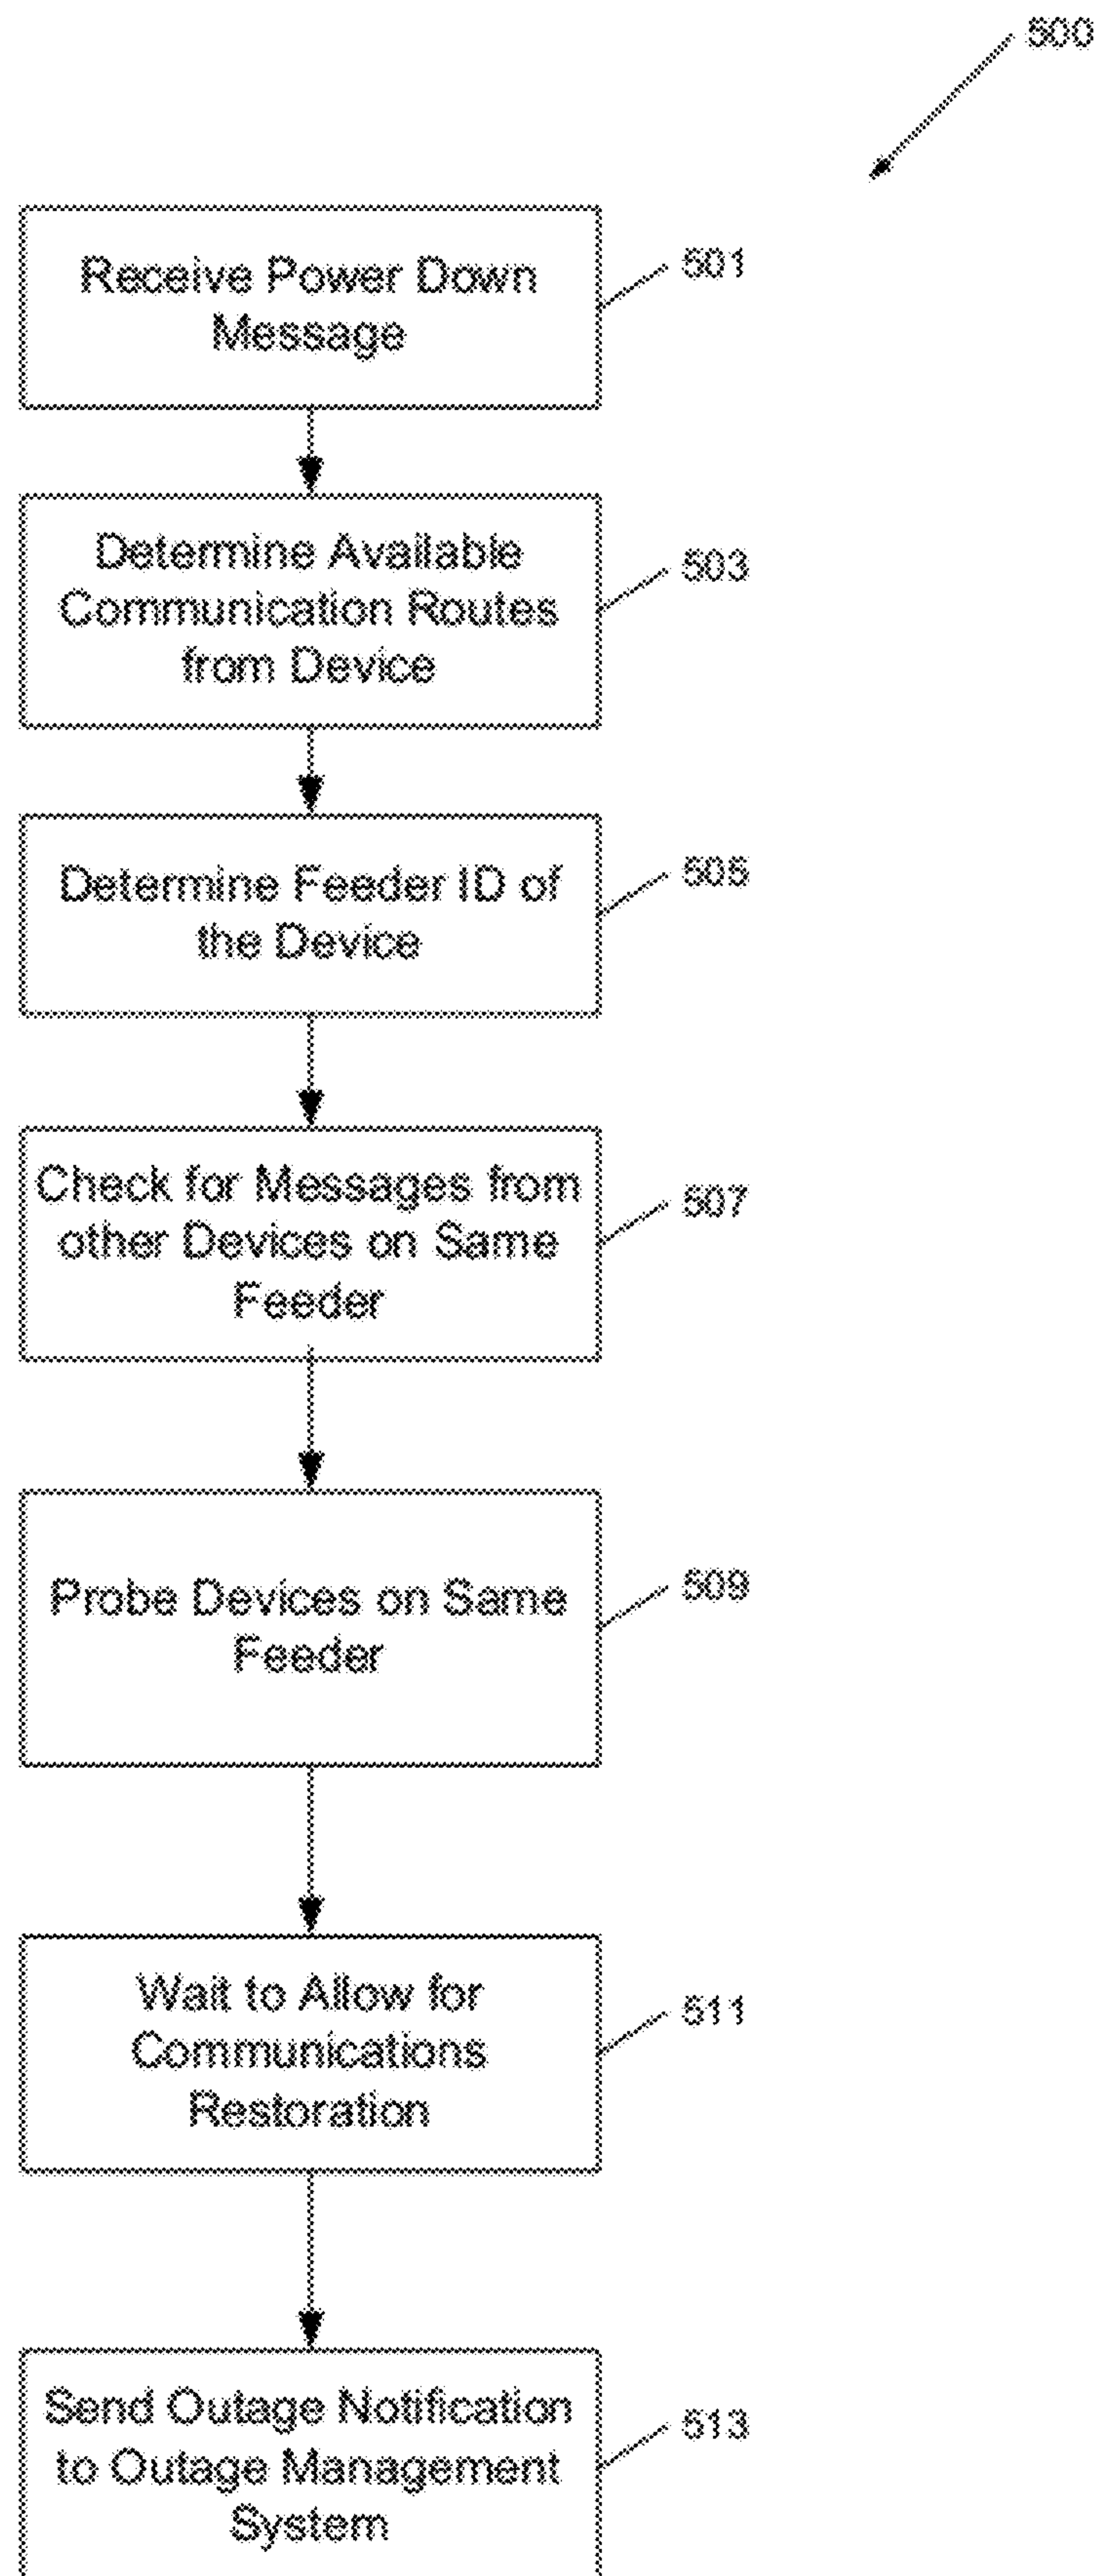 500
Receive Power Down
Message
501
Determine Available
Communication Routes
from Device
503
Determine Feeder ID of
the Device
505
Check for Messages from
other Devices on Same
Feeder
507
Probe Devices on Same
Feeder
509
Wait to Allow for
Communications
Restoration
511
Send Outage Notification
to Outage Management
System
513